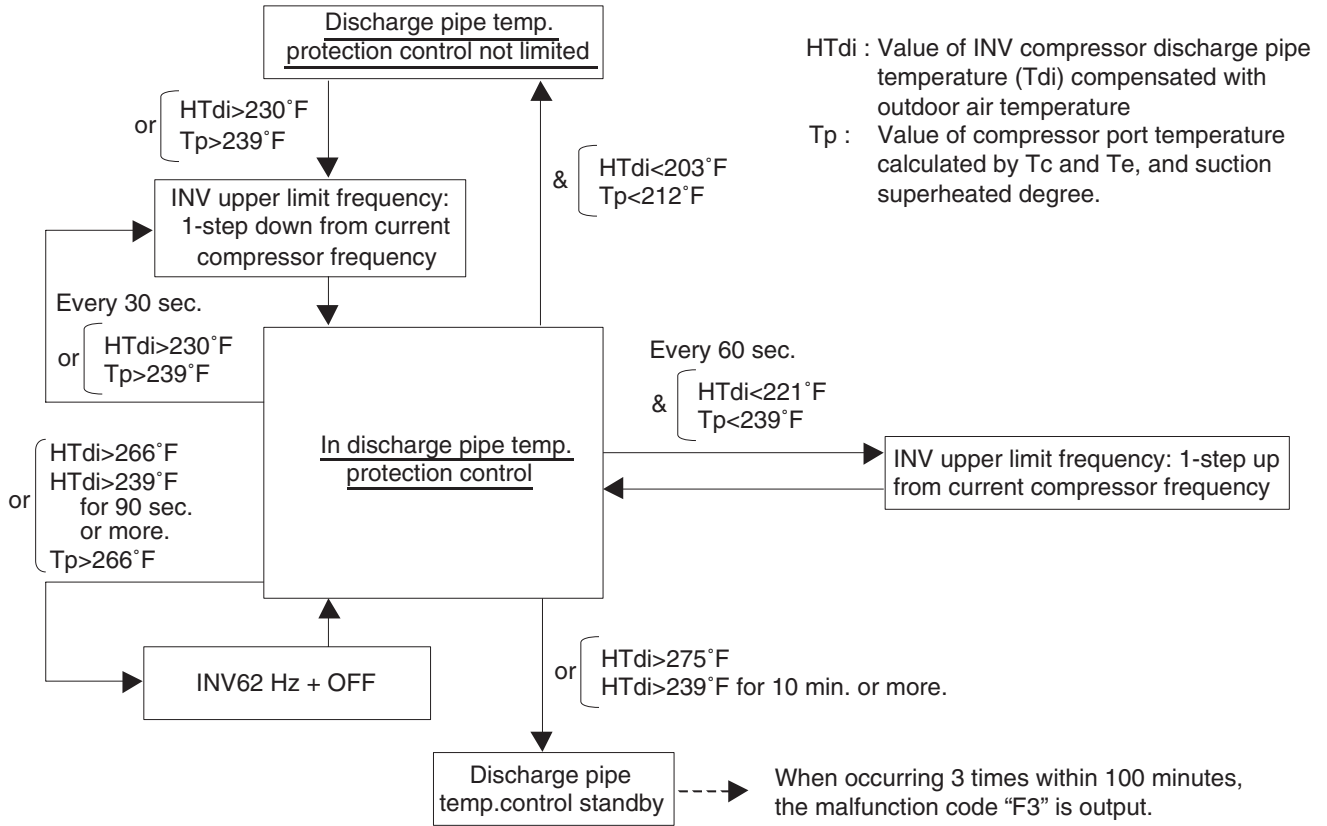 Discharge pipe temp.
protection control not limited
HTdi : Value of INV compressor discharge pipe
temperature (Tdi) compensated with
outdoor air temperature
Tp : Value of compressor port temperature
calculated by Tc and Te, and suction
superheated degree.
or
HTdi>230˚F
Tp>239˚F
&
HTdi<203˚F
Tp<212˚F
INV upper limit frequency:
1-step down from current
compressor frequency
Every 30 sec.
or
HTdi>230˚F
Tp>239˚F
Every 60 sec.
&
HTdi<221˚F
Tp<239˚F
In discharge pipe temp.
protection control
INV upper limit frequency: 1-step up
from current compressor frequency
or
HTdi>266˚F
HTdi>239˚F
for 90 sec.
or more.
Tp>266˚F
INV62 Hz + OFF
or
HTdi>275˚F
HTdi>239˚F for 10 min. or more.
Discharge pipe
temp.control standby
When occurring 3 times within 100 minutes,
the malfunction code “F3” is output.